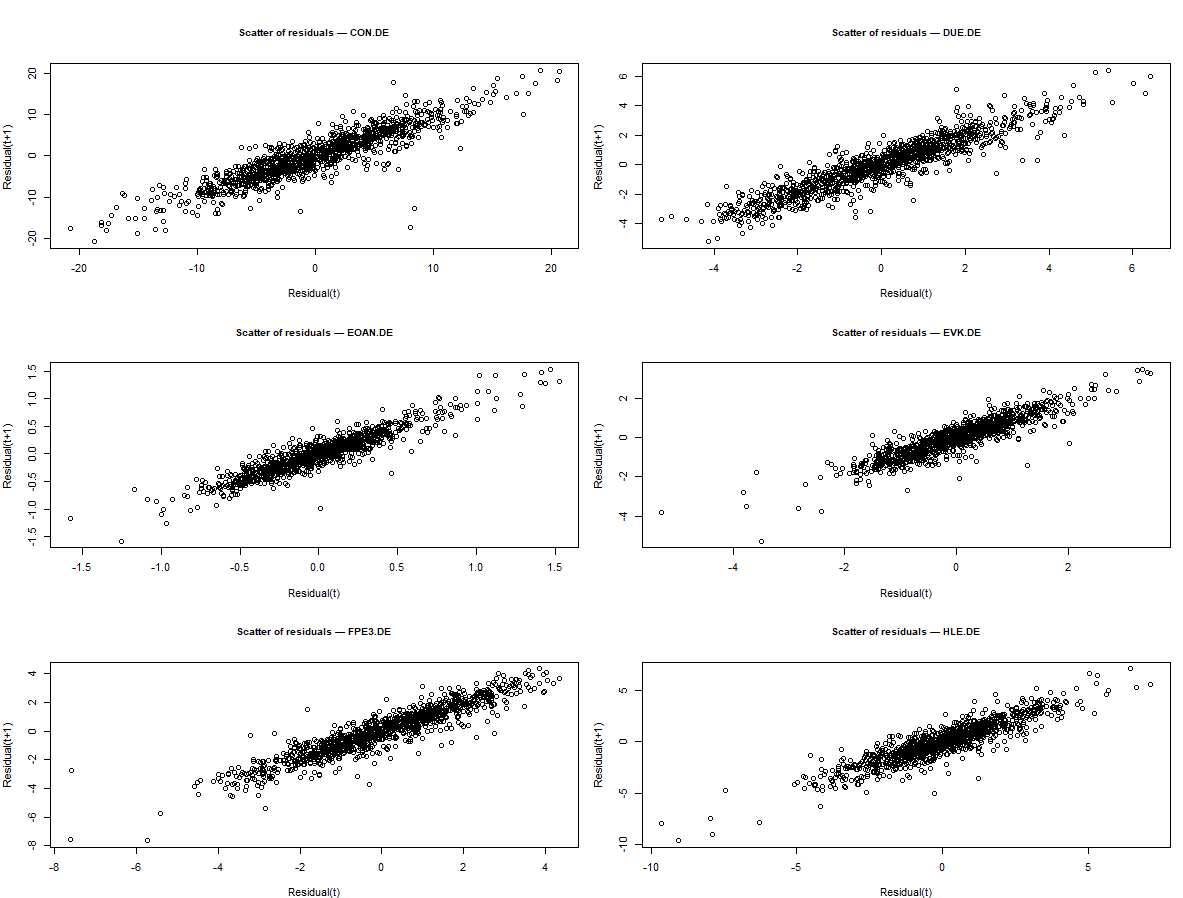 Scatter of residuals — CON.DE
Residual(t+1)
20
10
0
-10
-20
-20 -10 0 10 20
Residual(t)
Scatter of residuals — DUE.DE
Residual(t+1)
6
4
2
0
-2
-4
-4 -2 0 2 4 6
Residual(t)
Scatter of residuals — EOAN.DE
Residual(t+1)
1.5
1.0
0.5
0.0
-0.5
-1.0
-1.5
-1.5 -1.0 -0.5 0.0 0.5 1.0 1.5
Residual(t)
Scatter of residuals — EVK.DE
Residual(t+1)
2
0
-2
-4
-4 -2 0 2
Residual(t)
Scatter of residuals — FPE3.DE
Residual(t+1)
4
2
0
-2
-4
-6
-8
-8 -6 -4 -2 0 2 4
Residual(t)
Scatter of residuals — HLE.DE
Residual(t+1)
5
0
-5
-10
-10 -5 0 5
Residual(t)